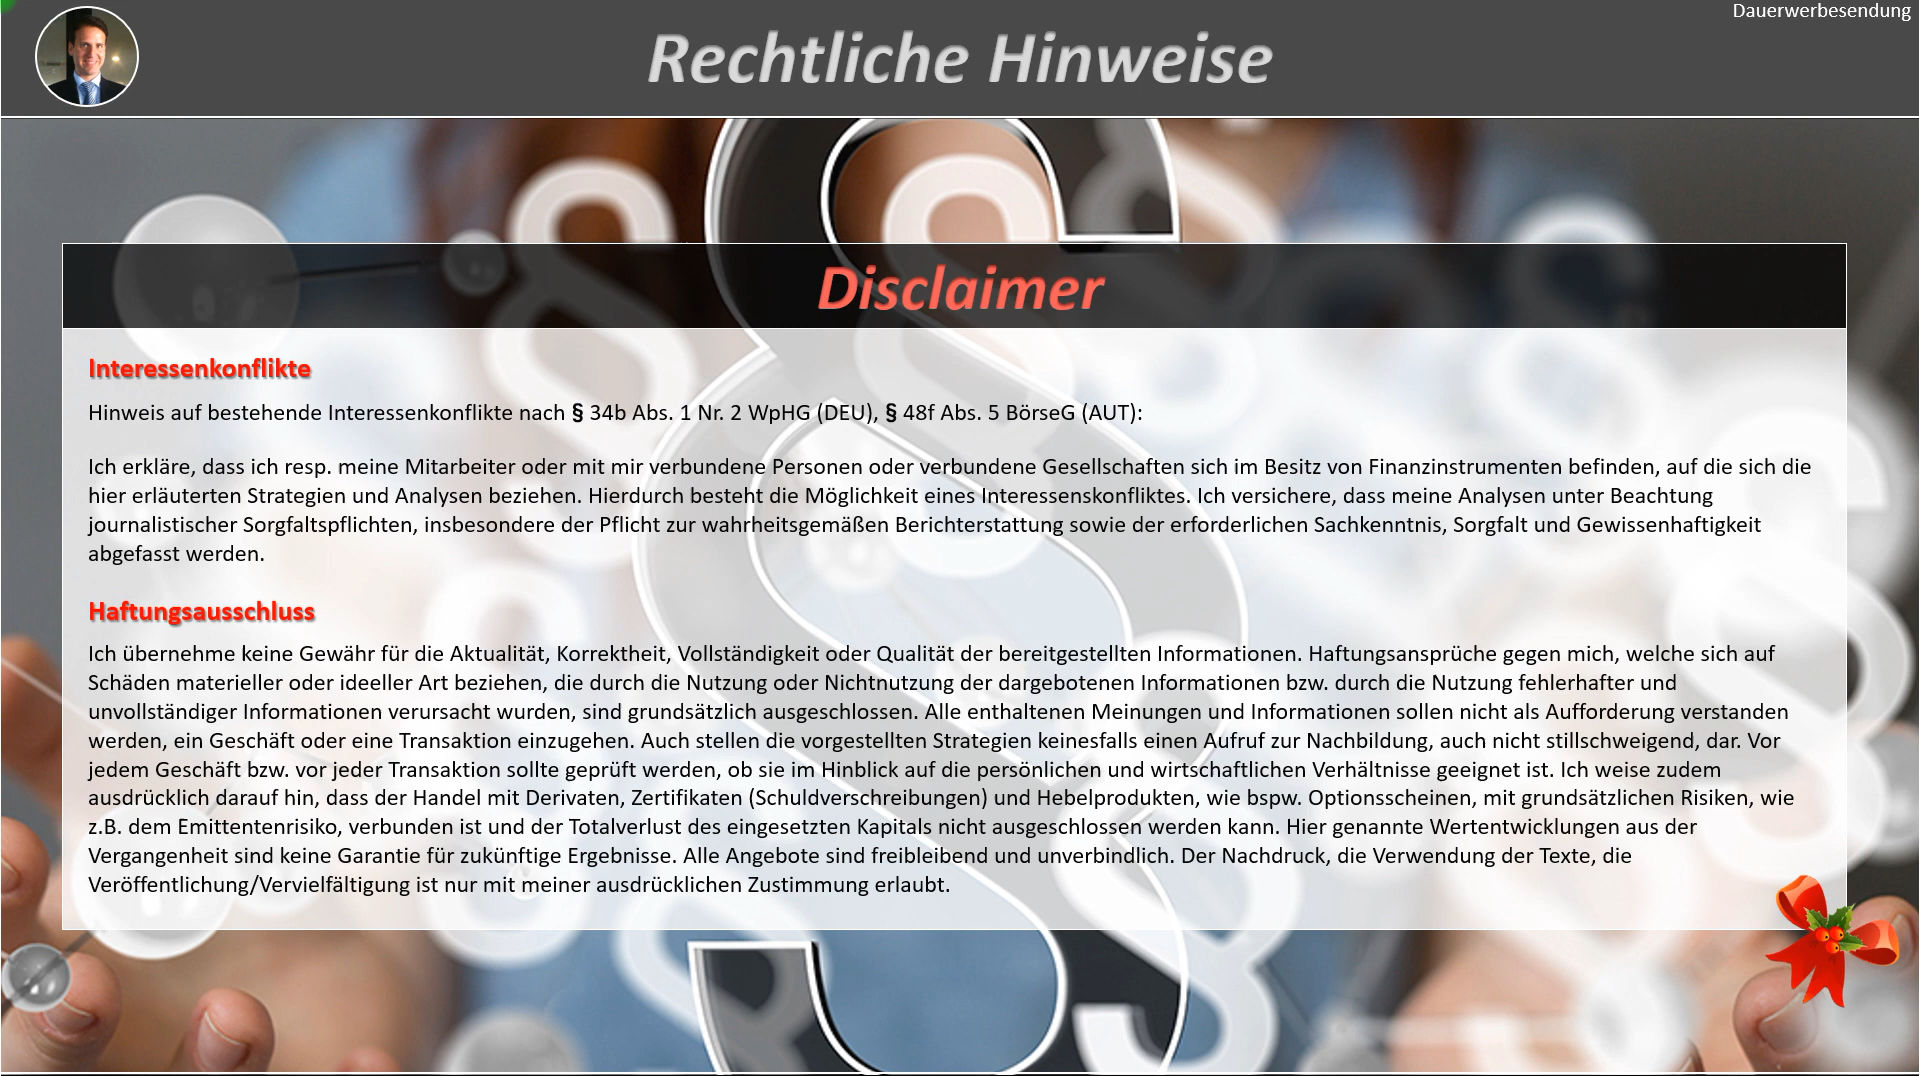 Dauerwerbesendung
Rechtliche Hinweise
Disclaimer
Interessenkonflikte
Hinweis auf bestehende Interessenkonflikte nach § 34b Abs. 1 Nr. 2 WpHG (DEU), § 48f Abs. 5 BörseG (AUT):
Ich erkläre, dass ich resp. meine Mitarbeiter oder mit mir verbundene Personen oder verbundene Gesellschaften sich im Besitz von Finanzinstrumenten befinden, auf die sich die
hier erläuterten Strategien und Analysen beziehen. Hierdurch besteht die Möglichkeit eines Interessenskonfliktes. Ich versichere, dass meine Analysen unter Beachtung
journalistischer Sorgfaltspflichten, insbesondere der Pflicht zur wahrheitsgemäßen Berichterstattung sowie der erforderlichen Sachkenntnis, Sorgfalt und Gewissenhaftigkeit
abgefasst werden.
Haftungsausschluss
Ich übernehme keine Gewähr für die Aktualität, Korrektheit, Vollständigkeit oder Qualität der bereitgestellten Informationen. Haftungsansprüche gegen mich, welche sich auf
Schäden materieller oder ideeller Art beziehen, die durch die Nutzung oder Nichtnutzung der dargebotenen Informationen bzw. durch die Nutzung fehlerhafter und
unvollständiger Informationen verursacht wurden, sind grundsätzlich ausgeschlossen. Alle enthaltenen Meinungen und Informationen sollen nicht als Aufforderung verstanden
werden, ein Geschäft oder eine Transaktion einzugehen. Auch stellen die vorgestellten Strategien keinesfalls einen Aufruf zur Nachbildung, auch nicht stillschweigend, dar. Vor
jedem Geschäft bzw. vor jeder Transaktion sollte geprüft werden, ob sie im Hinblick auf die persönlichen und wirtschaftlichen Verhältnisse geeignet ist. Ich weise zudem
ausdrücklich darauf hin, dass der Handel mit Derivaten, Zertifikaten (Schuldverschreibungen) und Hebelprodukten, wie bspw. Optionsscheinen, mit grundsätzlichen Risiken, wie
z.B. dem Emittentenrisiko, verbunden ist und der Totalverlust des eingesetzten Kapitals nicht ausgeschlossen werden kann. Hier genannte Wertentwicklungen aus der
Vergangenheit sind keine Garantie für zukünftige Ergebnisse. Alle Angebote sind freibleibend und unverbindlich. Der Nachdruck, die Verwendung der Texte, die
Veröffentlichung/Vervielfältigung ist nur mit meiner ausdrücklichen Zustimmung erlaubt.